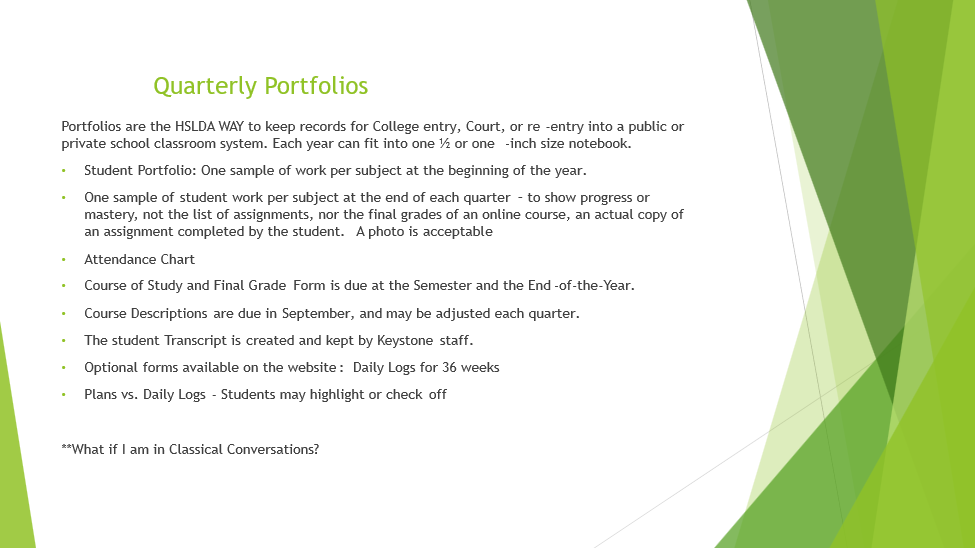 Quarterly Portfolios
Portfolios are the HSLDA WAY to keep records for College entry, Court, or re -entry into a public or
private school classroom system. Each year can fit into one ½ or one -inch size notebook.
• Student Portfolio: One sample of work per subject at the beginning of the year.
• One sample of student work per subject at the end of each quarter – to show progress or
mastery, not the list of assignments, nor the final grades of an online course, an actual copy of
an assignment completed by the student. A photo is acceptable
• Attendance Chart
• Course of Study and Final Grade Form is due at the Semester and the End -of-the-Year.
• Course Descriptions are due in September, and may be adjusted each quarter.
• The student Transcript is created and kept by Keystone staff.
• Optional forms available on the website : Daily Logs for 36 weeks
• Plans vs. Daily Logs - Students may highlight or check off
**What if I am in Classical Conversations?